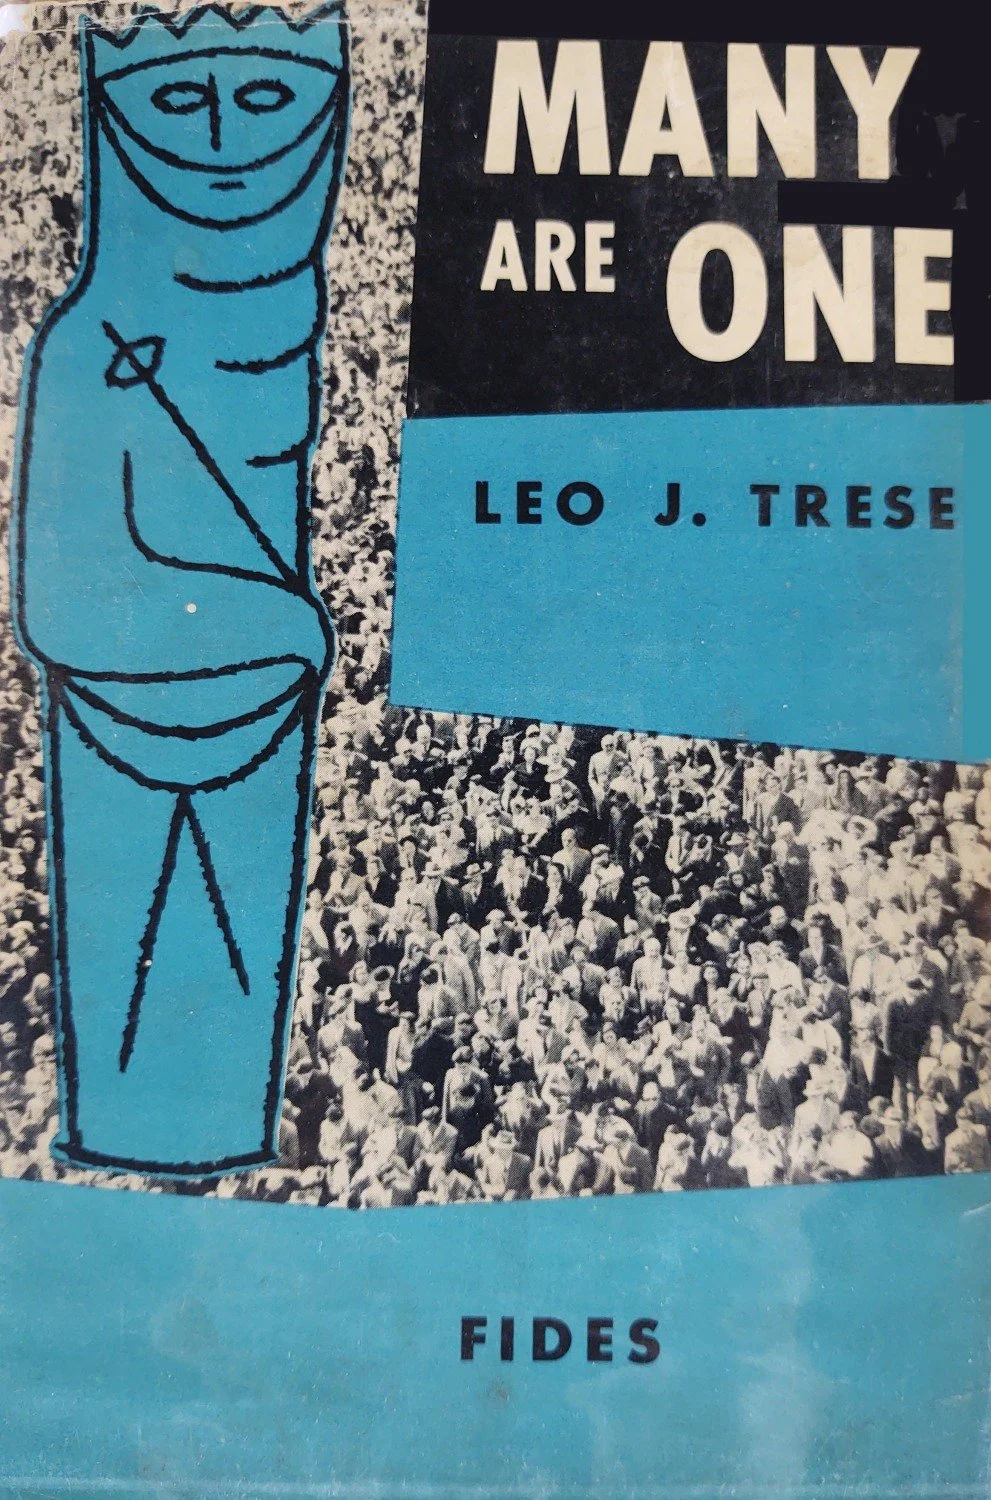 MANY
ARE ONE
LEO J. TRESE
FIDES